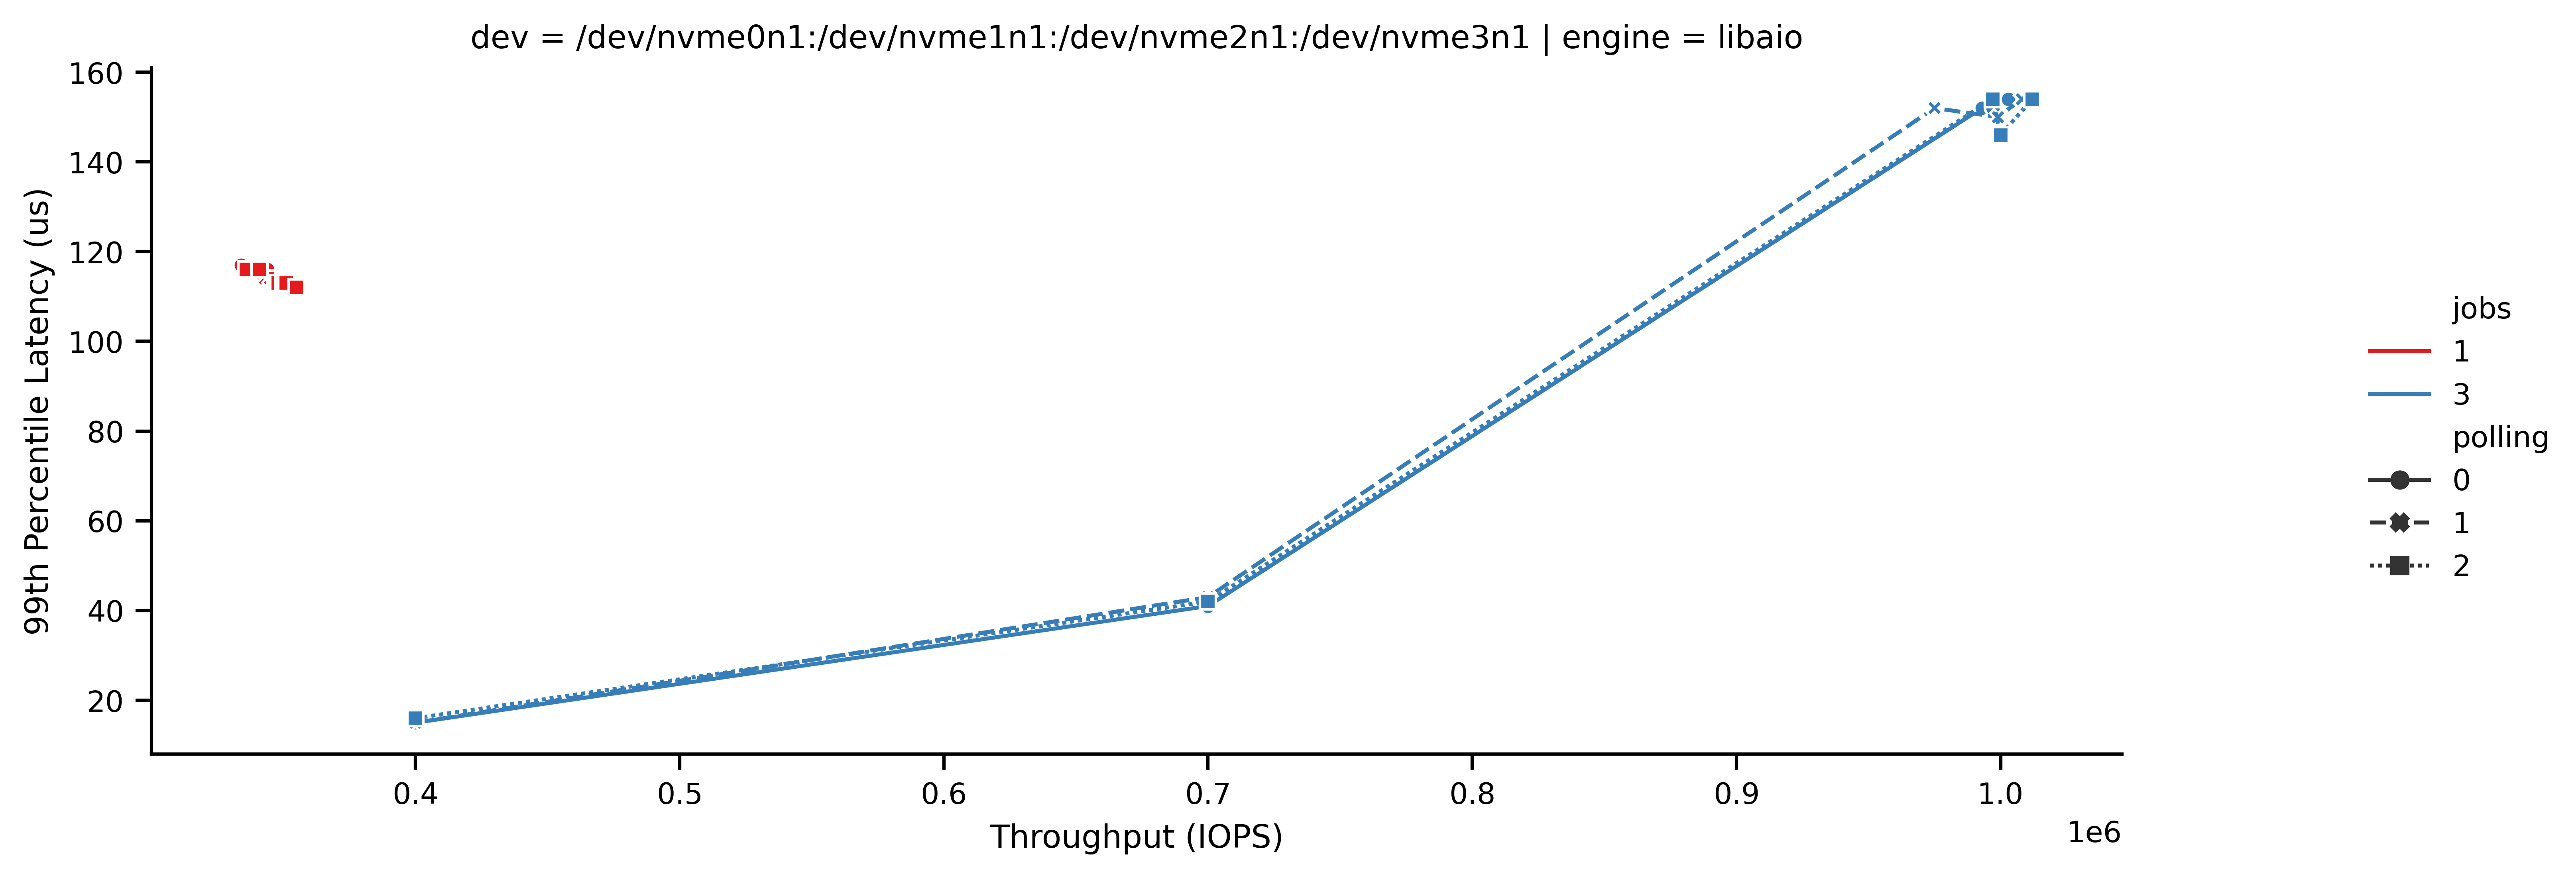 dev = /dev/nvme0n1:/dev/nvme1n1:/dev/nvme2n1:/dev/nvme3n1 | engine = libaio
160
140
120
100
80
60
40
20
99th Percentile Latency (us)
0.4 0.5 0.6 0.7 0.8 0.9 1.0
1e6
Throughput (IOPS)
jobs
1
3
polling
0
1
2